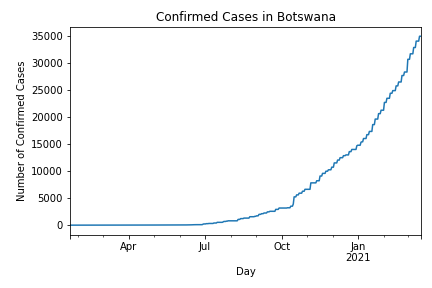 Confirmed Cases in Botswana
Number of Confirmed Cases
35000
30000
25000
20000
15000
10000
5000
0
Apr
Jul
Oct
Jan
2021
Day